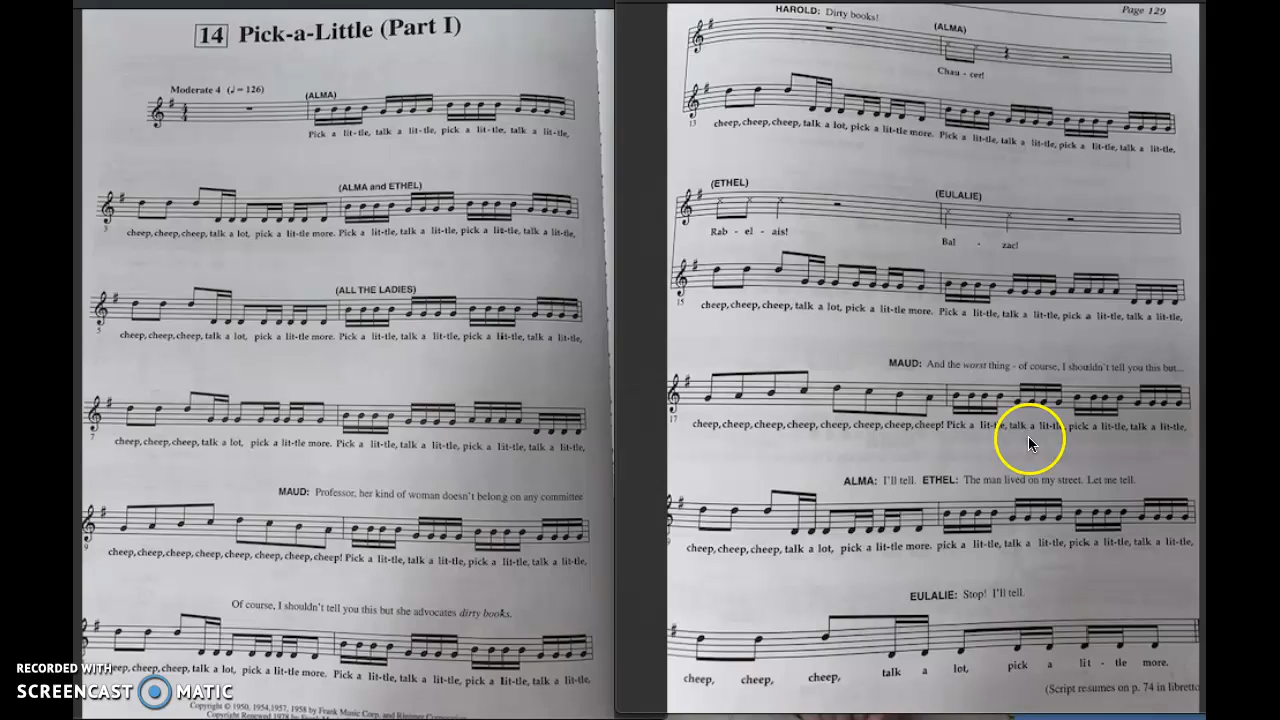 14 Pick-a-Little (Part I)
Moderate 4 (♩= 126)
(ALMA)
Pick a lit-tle, talk a lit-tle, pick a lit-tle, talk a lit-tle,
(ALMA and ETHEL)
3
cheep, cheep, cheep, talk a lot, pick a lit-tle more. Pick a lit-tle, talk a lit-tle, pick a lit-tle, talk a lit-tle,
(ALL THE LADIES)
5
cheep, cheep, cheep, talk a lot, pick a lit-tle more. Pick a lit-tle, talk a lit-tle, pick a lit-tle, talk a lit-tle,
7
cheep, cheep, cheep, talk a lot, pick a lit-tle more. Pick a lit-tle, talk a lit-tle, pick a lit-tle, talk a lit-tle,
MAUD: Professor, her kind of woman doesn't belong on any committee
9
cheep, cheep, cheep, cheep, cheep, cheep, cheep, cheep! Pick a lit-tle, talk a lit-tle, pick a lit-tle, talk a lit-tle,
Of course, I shouldn't tell you this but she advocates dirty books.
cheep, cheep, talk a lot, pick a lit-tle more. Pick a lit-tle, talk a lit-tle, pick a lit-tle, talk a lit-tle,
Copyright © 1950, 1954, 1957, 1958 by Frank Music Corp. and
RECORDED WITH
SCREENCAST MATIC
Page 129
HAROLD: Dirty books!
(ALMA)
Chau - cer!
13
cheep, cheep, cheep, talk a lot, pick a lit-tle more. Pick a lit-tle, talk a lit-tle, pick a lit-tle, talk a lit-tle,
(ETHEL)
(EULALIE)
Rab - el - ais!
Bal - zac!
15
cheep, cheep, cheep, talk a lot, pick a lit-tle more. Pick a lit-tle, talk a lit-tle, pick a lit-tle, talk a lit-tle,
MAUD: And the worst thing - of course, I shouldn't tell you this but...
17
cheep, cheep, cheep, cheep, cheep, cheep, cheep, cheep! Pick a lit-tle, talk a lit-tle, pick a lit-tle, talk a lit-tle,
ALMA: I'll tell. ETHEL: The man lived on my street. Let me tell.
cheep, cheep, cheep, talk a lot, pick a lit-tle more. pick a lit-tle, talk a lit-tle, pick a lit-tle, talk a lit-tle,
EULALIE: Stop! I'll tell.
cheep, cheep, cheep, talk a lot, pick a lit - tle more.
(Script resumes on p. 74 in libretto